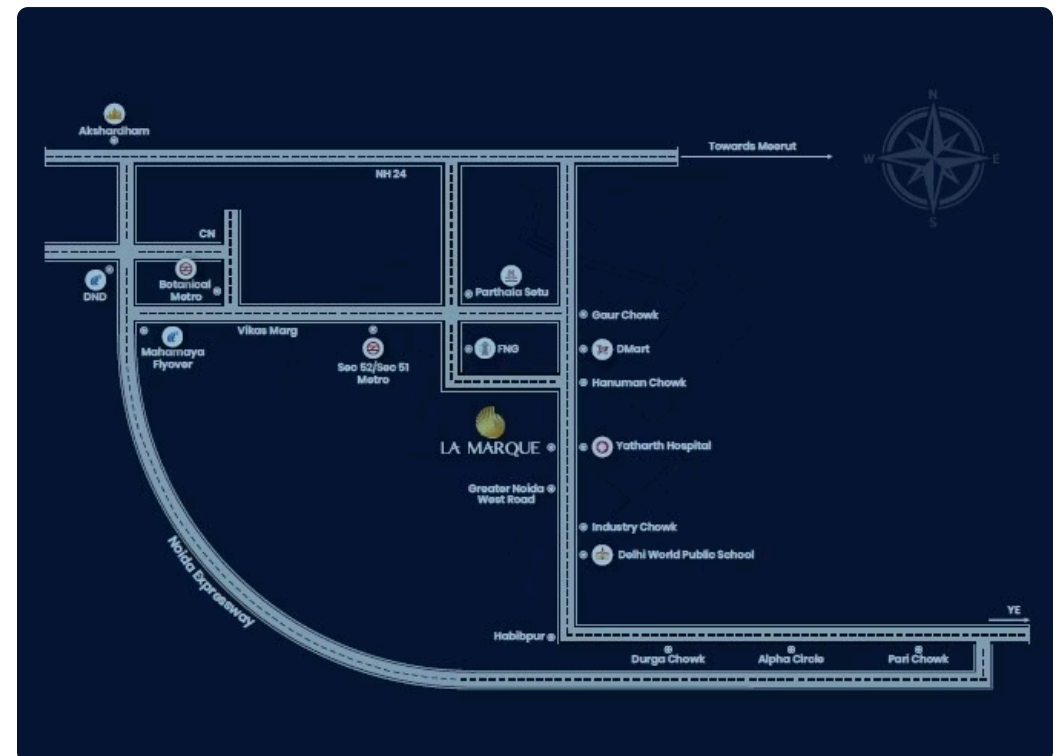 N
Akshardham
Towards Meerut
W
E
NH 24
S
CN
Botanical
Metro
DND
Parthala Setu
Gaur Chowk
Vikas Marg
Mahamaya
Flyover
FNG
DMart
Sec 52/Sec 51
Metro
Hanuman Chowk
LA MARQUE
Yatharth Hospital
Greater Noida
West Road
Industry Chowk
Delhi World Public School
Noida Expressway
YE
Habibpur
Durga Chowk
Alpha Circle
Pari Chowk